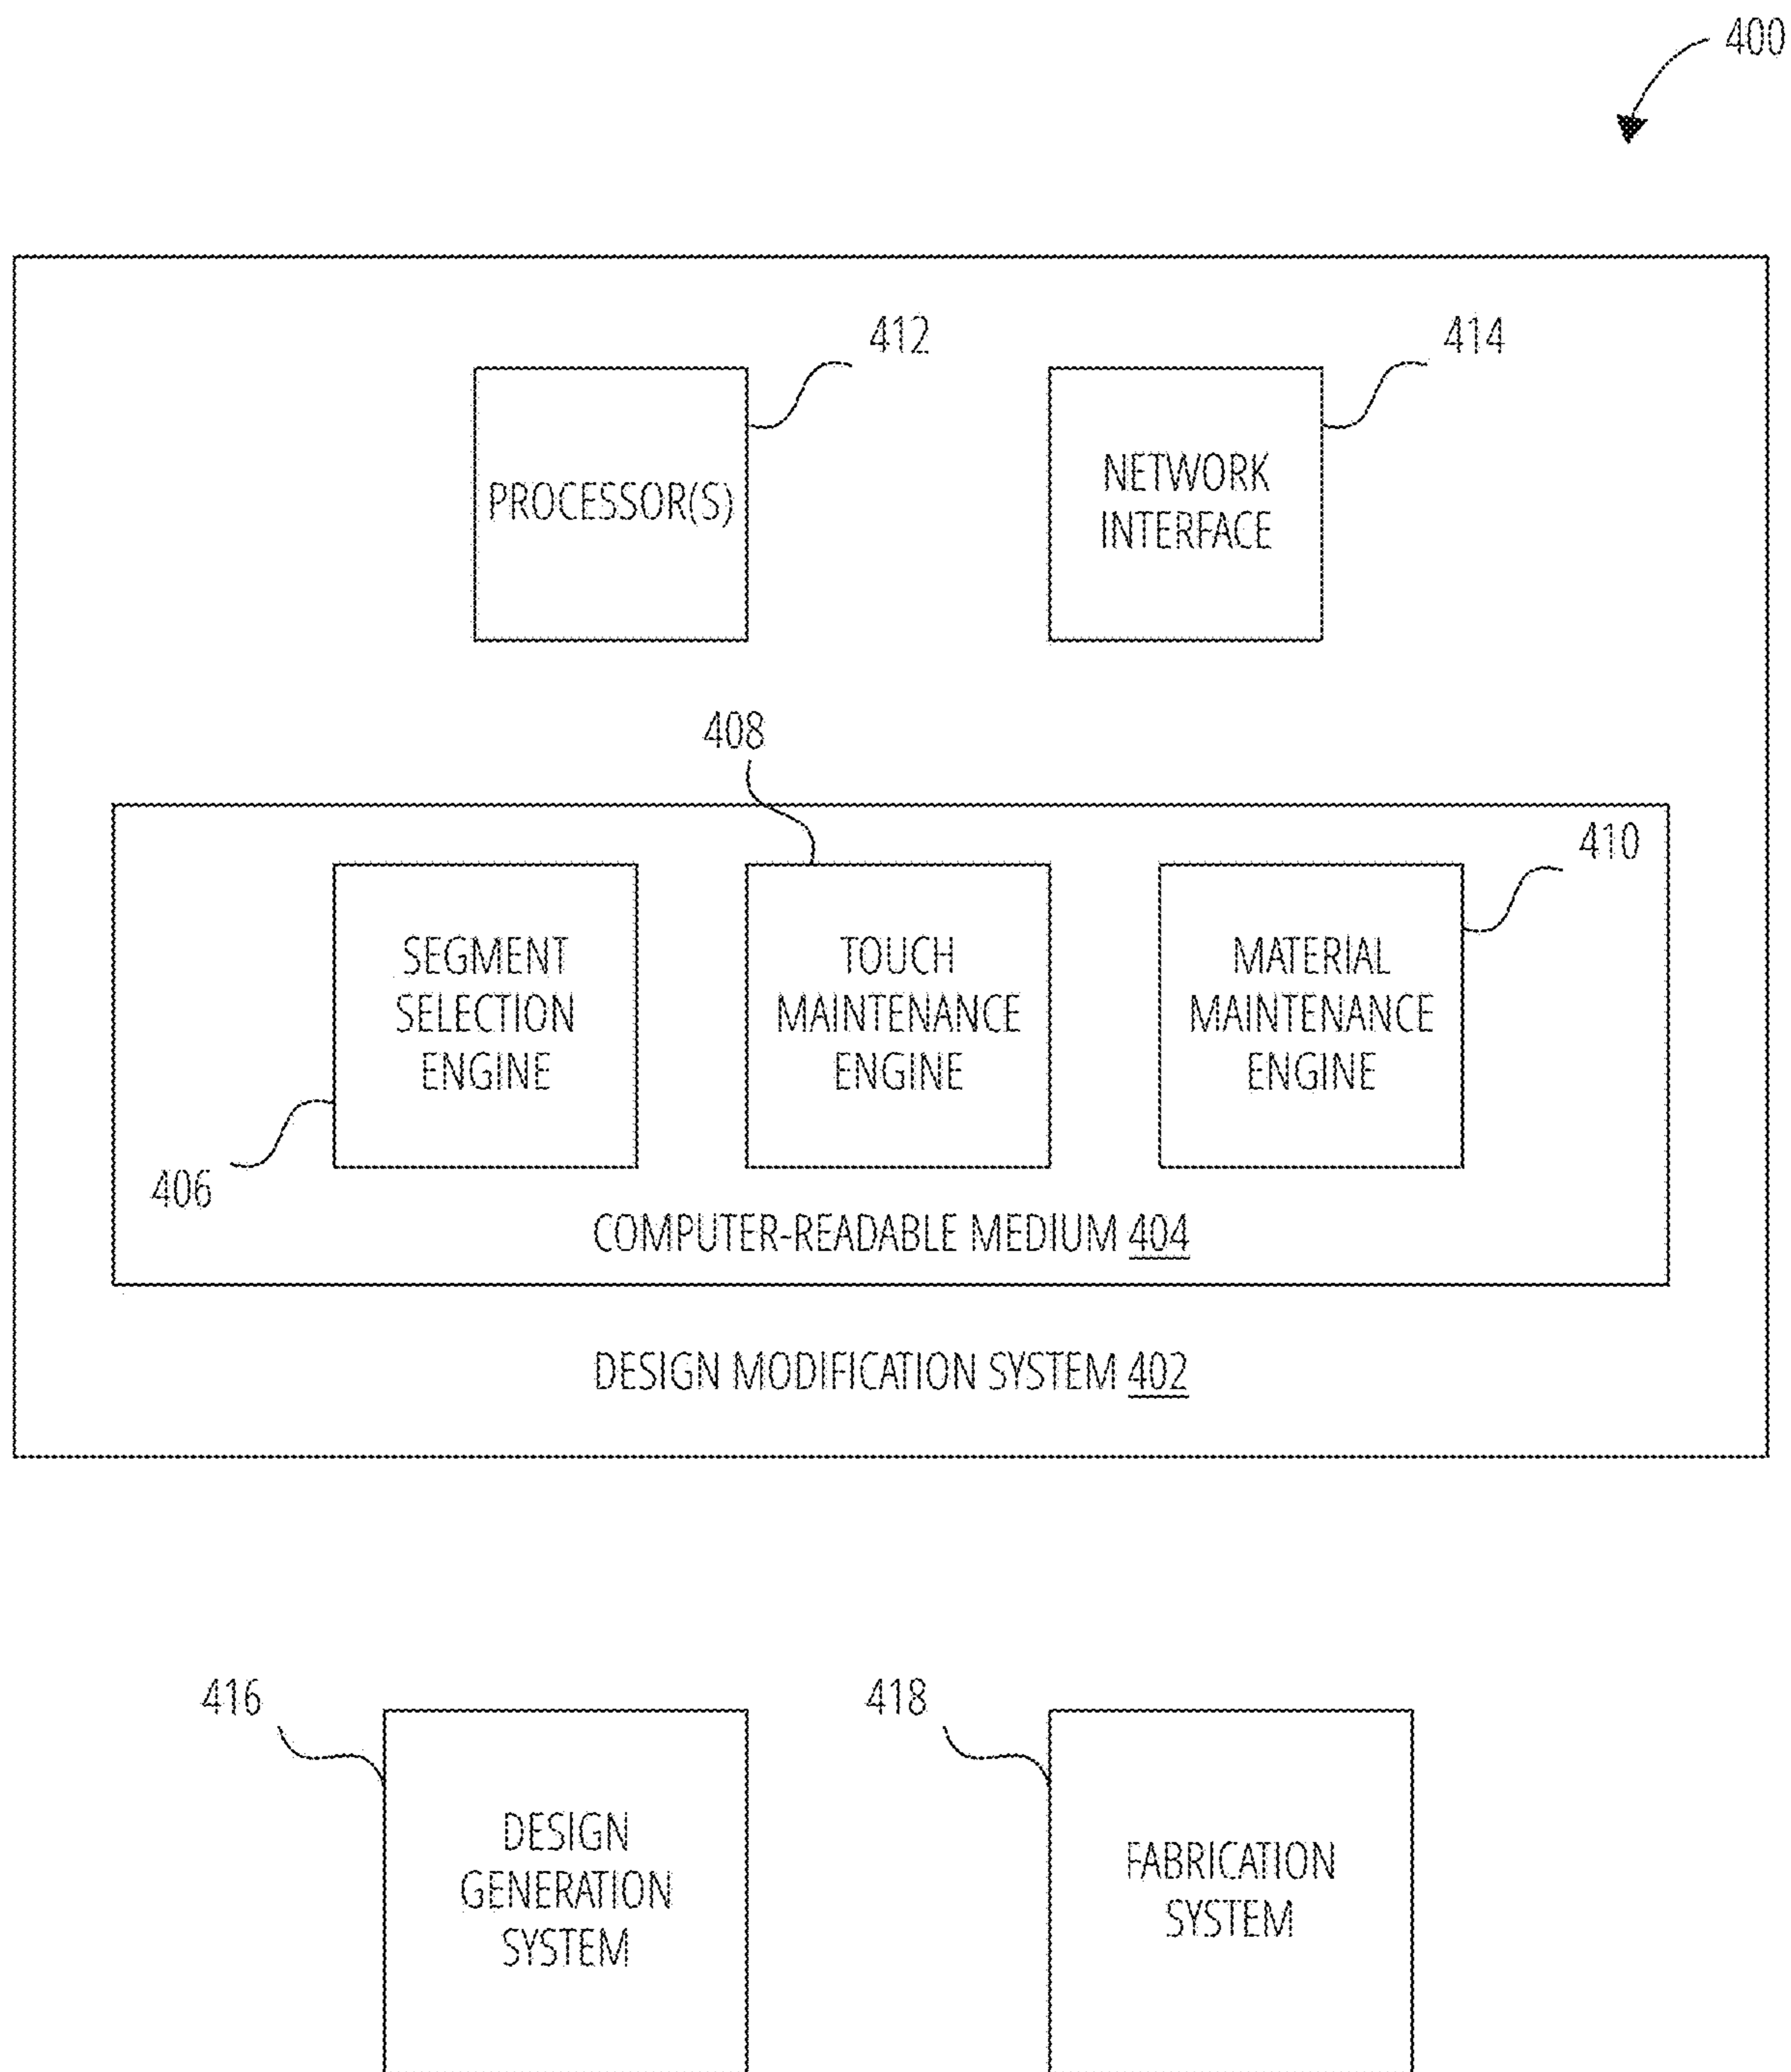 400
412
414
PROCESSOR(S)
NETWORK
INTERFACE
408
410
SEGMENT
SELECTION
ENGINE
TOUCH
MAINTENANCE
ENGINE
MATERIAL
MAINTENANCE
ENGINE
406
COMPUTER-READABLE MEDIUM 404
DESIGN MODIFICATION SYSTEM 402
416
418
DESIGN
GENERATION
SYSTEM
FABRICATION
SYSTEM